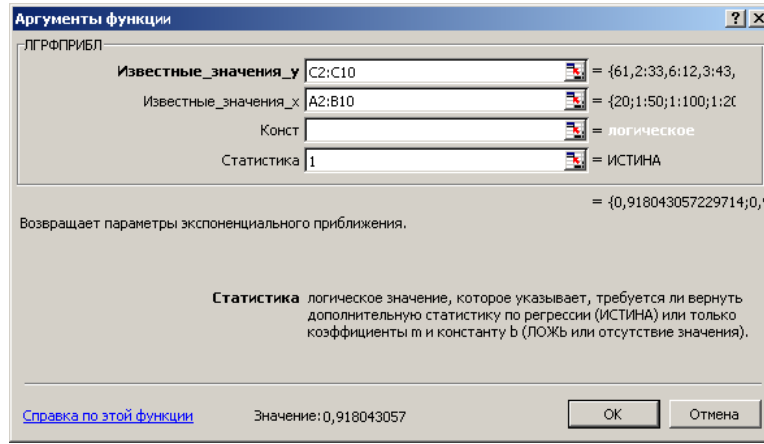 Аргументы функции
ЛГРФПРИБЛ
Известные_значения_y C2:C10 = {61,2:33,6:12,3:43,
Известные_значения_x A2:B10 = {20;1:50;1:100;1:20
Конст = логическое
Статистика 1 = ИСТИНА
= {0,918043057229714;0,9
Возвращает параметры экспоненциального приближения.
Статистика логическое значение, которое указывает, требуется ли вернуть
дополнительную статистику по регрессии (ИСТИНА) или только
коэффициенты m и константу b (ЛОЖЬ или отсутствие значения).
Справка по этой функции Значение:0,918043057 OK Отмена